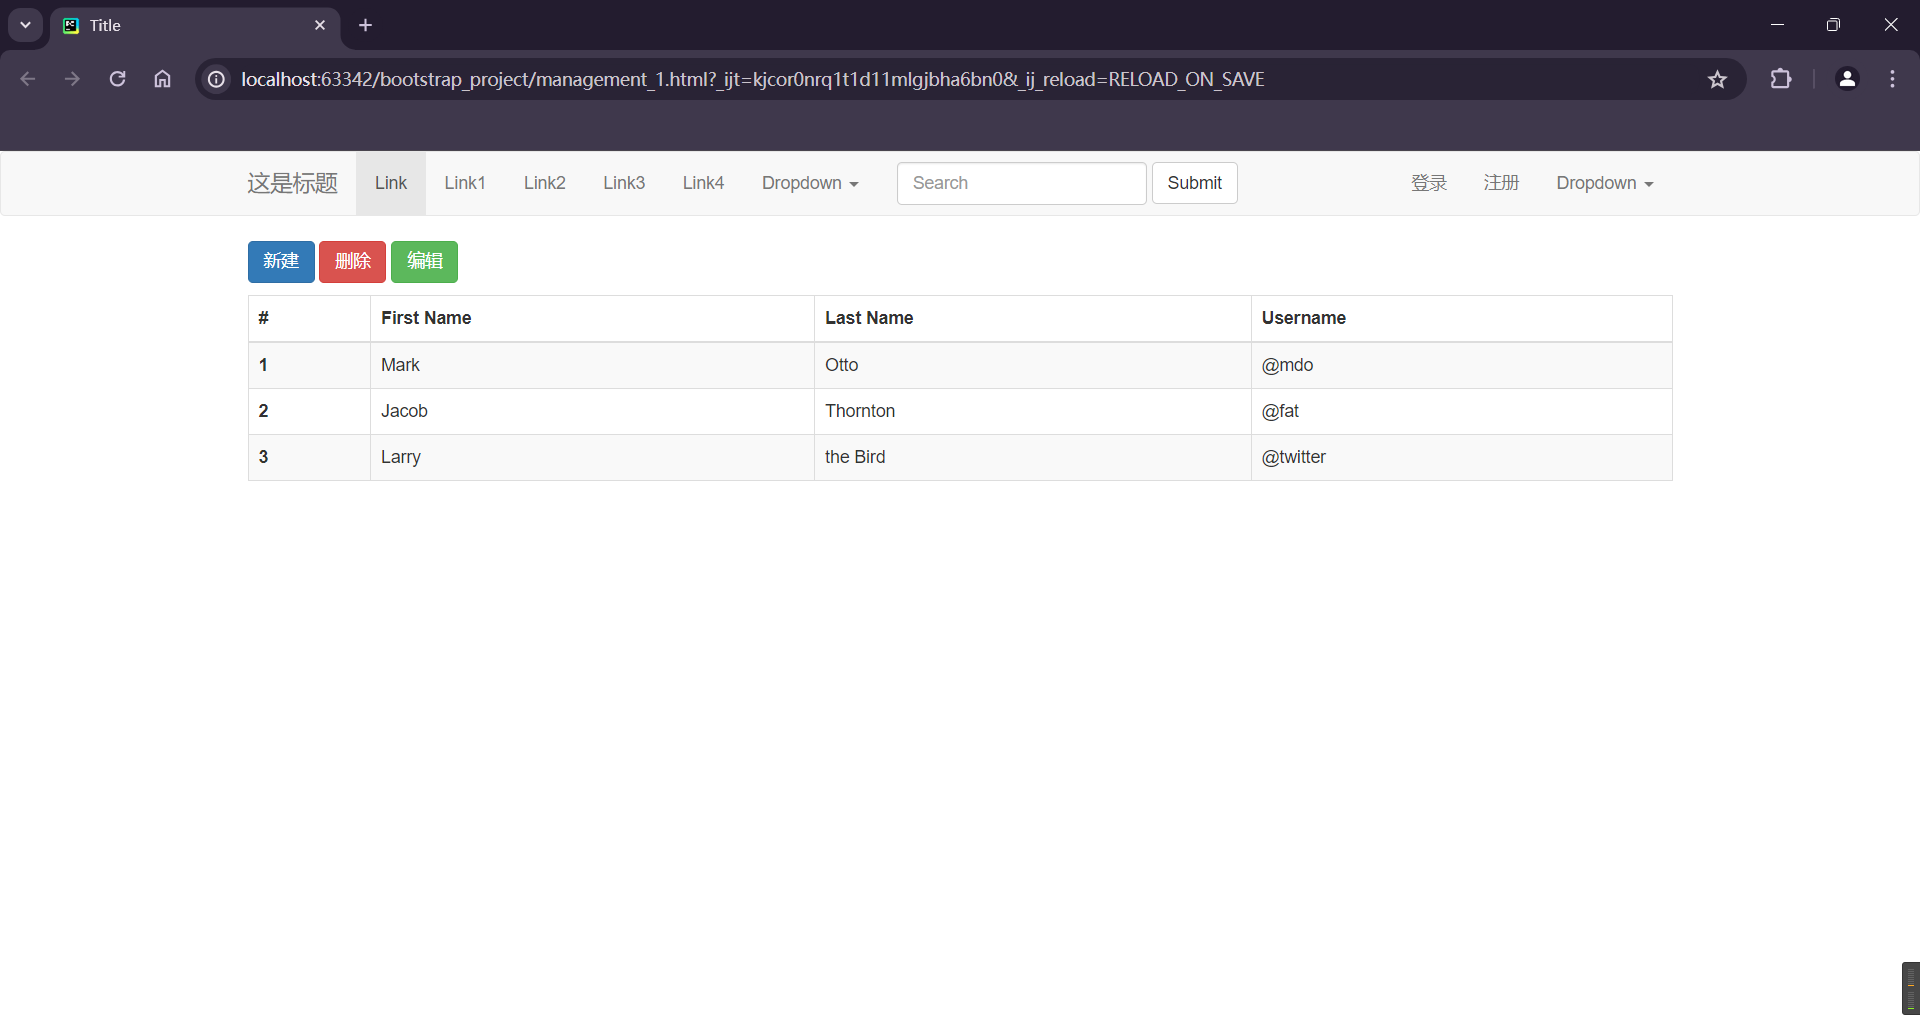 Title
localhost:63342/bootstrap_project/management_1.html?_ijt=kjcor0nrq1t1d11mlgjbha6bn0&_ij_reload=RELOAD_ON_SAVE
这是标题 Link Link1 Link2 Link3 Link4 Dropdown Search Submit 登录 注册 Dropdown
新建 删除 编辑
# First Name Last Name Username
1 Mark Otto @mdo
2 Jacob Thornton @fat
3 Larry the Bird @twitter